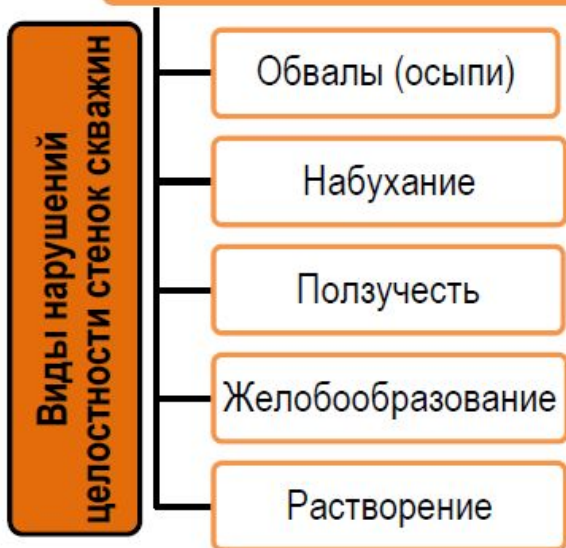 Виды нарушений
целостности стенок скважин
Обвалы (осыпи)
Набухание
Ползучесть
Желобообразование
Растворение